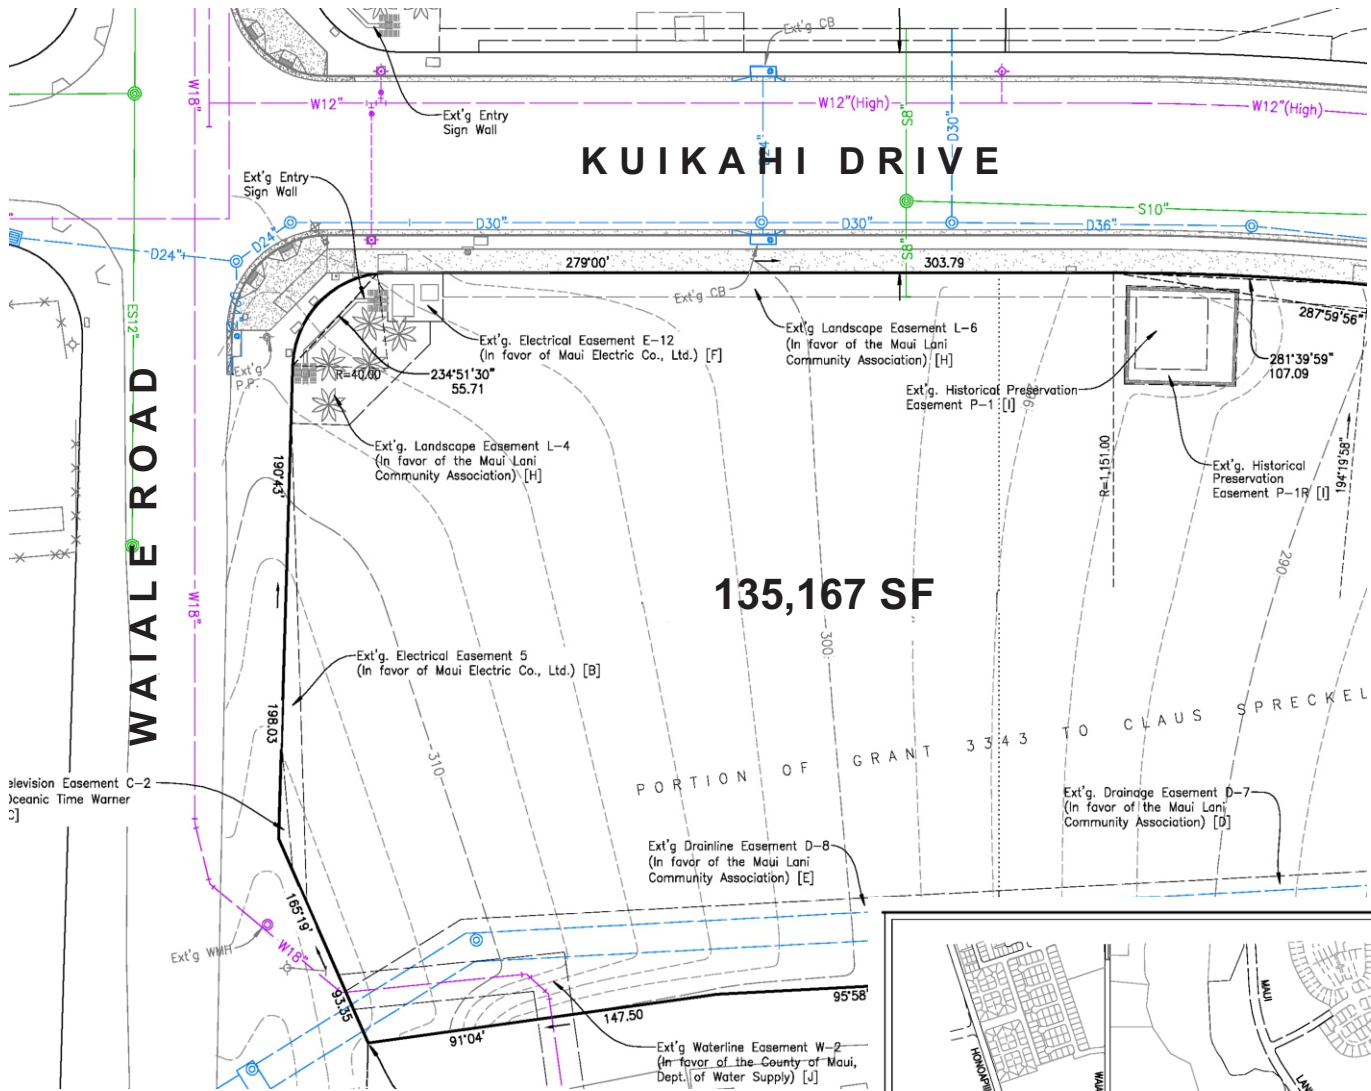 Ext'g CB
W18"
W12"
W12"(High)
W12"(High)
S8"
D30"
Ext'g Entry
Sign Wall
D24"
KUIKAHI DRIVE
Ext'g Entry
Sign Wall
S10"
D30"
D30"
D36"
D24"
D24"
S8"
279°00'
303.79
Ext'g CB
287°59'56"
ES12"
Ext'g. Electrical Easement E-12
(In favor of Maui Electric Co., Ltd.) [F]
Ext'g Landscape Easement L-6
(In favor of the Maui Lani
Community Association) [H]
281°39'59"
107.09
Ext'g
P.P.
R=40.00
234°51'30"
55.71
Ext'g. Historical Preservation
Easement P-1 [I]
Ext'g. Landscape Easement L-4
(In favor of the Maui Lani
Community Association) [H]
190°43'
R=1,151.00
Ext'g. Historical
Preservation
Easement P-1R [I]
194°19'58"
WAIALE ROAD
290
135,167 SF
W18"
300
Ext'g. Electrical Easement 5
(In favor of Maui Electric Co., Ltd.) [B]
198.03
310
PORTION OF GRANT 3343 TO CLAUS SPRECKEL
elevision Easement C-2
Oceanic Time Warner
C]
Ext'g. Drainage Easement D-7
(In favor of the Maui Lani
Community Association) [D]
Ext'g Drainline Easement D-8
(In favor of the Maui Lani
Community Association) [E]
165°19'
Ext'g WMH
W18"
93.35
95°58'
147.50
91°04'
Ext'g Waterline Easement W-2
(In favor of the County of Maui,
Dept. of Water Supply) [J]
MAUI
HONOAPII
WAI
LAN